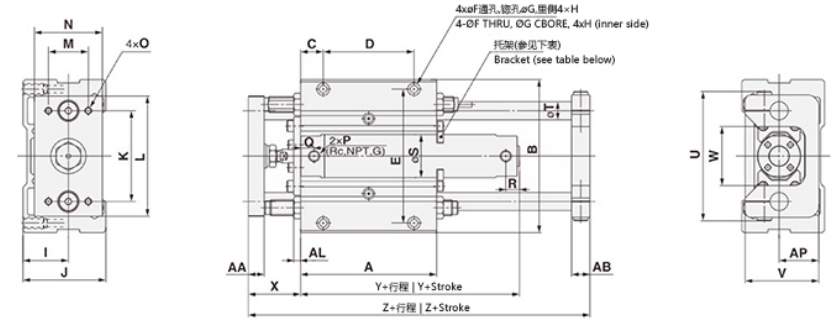 N
M
4×O
K
L
I
J
4xøF通孔,锪孔øG,里侧4×H
4-ØF THRU, ØG CBORE, 4xH (inner side)
托架(参见下表)
Bracket (see table below)
C
D
Q
2×P
(Rc,NPT,G)
øS
E
B
øT
R
AL
AA
A
AB
X
Y+行程 | Y+Stroke
Z+行程 | Z+Stroke
U
W
AP
V